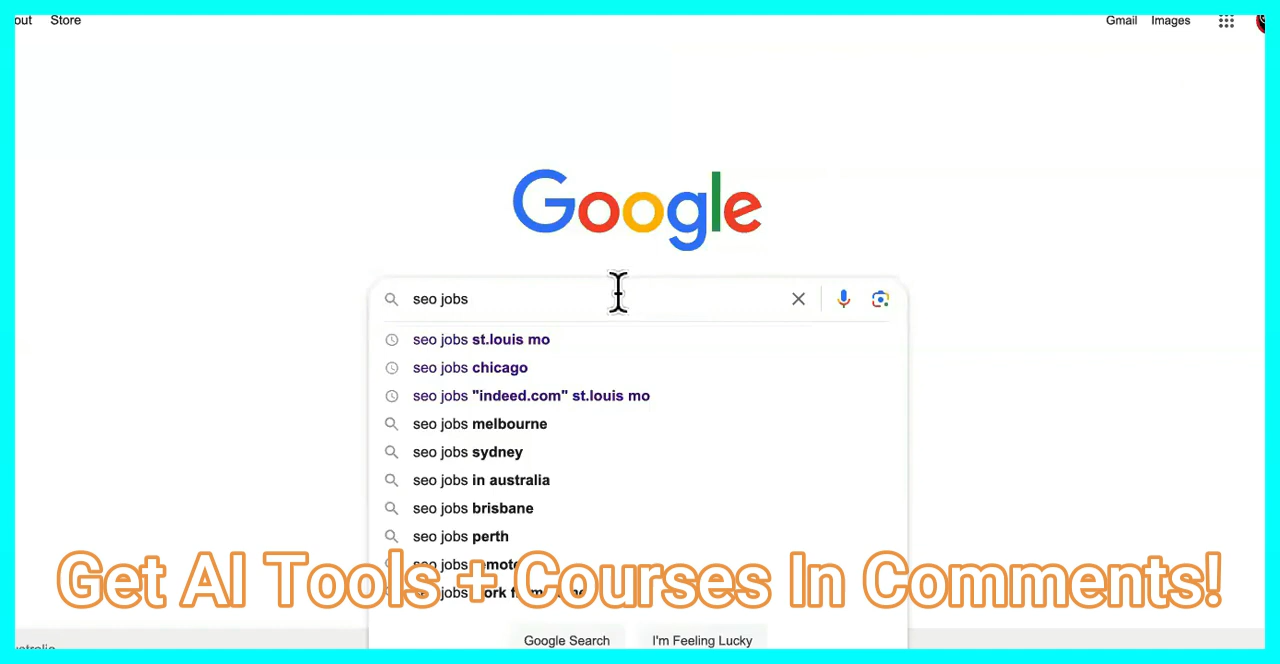 out Store Gmail Images
Google
seo jobs
seo jobs st.louis mo
seo jobs chicago
seo jobs "indeed.com" st.louis mo
seo jobs melbourne
seo jobs sydney
seo jobs in australia
seo jobs brisbane
seo jobs perth
Get AI Tools + Courses In Comments!
Google Search I'm Feeling Lucky